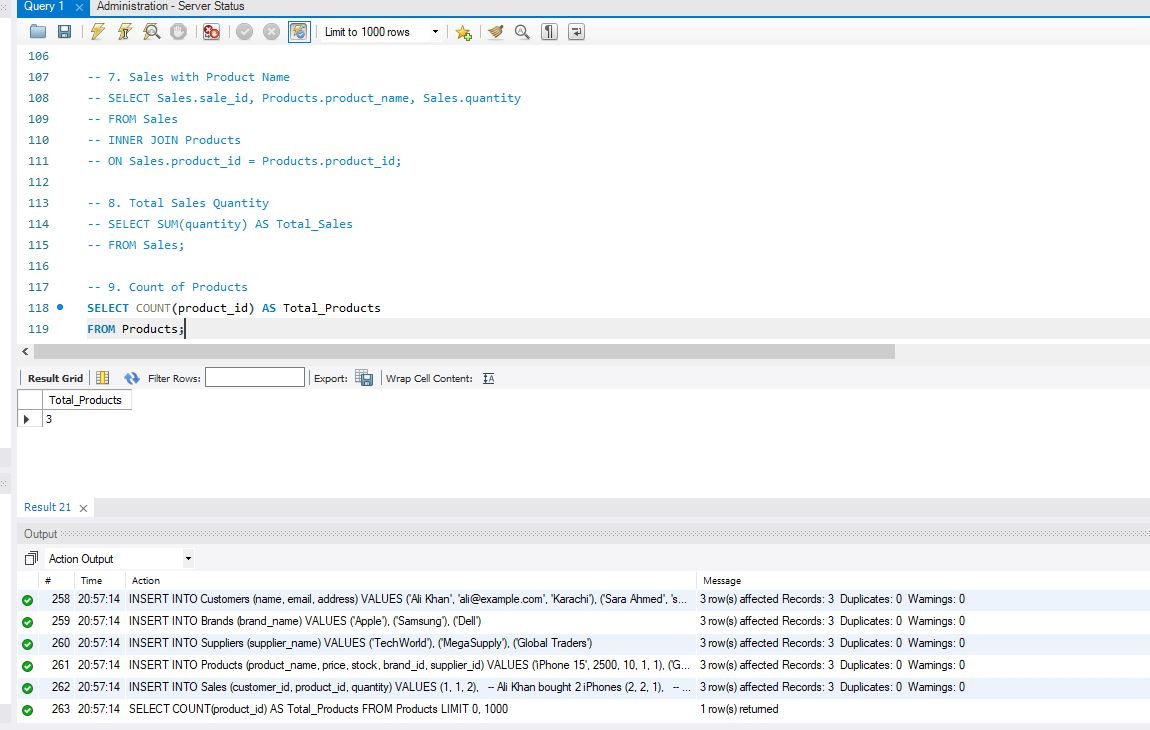 Query 1
Administration - Server Status
Limit to 1000 rows
106
107 -- 7. Sales with Product Name
108 -- SELECT Sales.sale_id, Products.product_name, Sales.quantity
109 -- FROM Sales
110 -- INNER JOIN Products
111 -- ON Sales.product_id = Products.product_id;
112
113 -- 8. Total Sales Quantity
114 -- SELECT SUM(quantity) AS Total_Sales
115 -- FROM Sales;
116
117 -- 9. Count of Products
118 SELECT COUNT(product_id) AS Total_Products
119 FROM Products;
Result Grid Filter Rows: Export: Wrap Cell Content:
Total_Products
3
Result 21
Output
Action Output
# Time Action Message
258 20:57:14 INSERT INTO Customers (name, email, address) VALUES ('Ali Khan', 'ali@example.com', 'Karachi'), ('Sara Ahmed', 's... 3 row(s) affected Records: 3 Duplicates: 0 Warnings: 0
259 20:57:14 INSERT INTO Brands (brand_name) VALUES ('Apple'), ('Samsung'), ('Dell') 3 row(s) affected Records: 3 Duplicates: 0 Warnings: 0
260 20:57:14 INSERT INTO Suppliers (supplier_name) VALUES ('TechWorld'), ('MegaSupply'), ('Global Traders') 3 row(s) affected Records: 3 Duplicates: 0 Warnings: 0
261 20:57:14 INSERT INTO Products (product_name, price, stock, brand_id, supplier_id) VALUES ('iPhone 15', 2500, 10, 1, 1), ('G... 3 row(s) affected Records: 3 Duplicates: 0 Warnings: 0
262 20:57:14 INSERT INTO Sales (customer_id, product_id, quantity) VALUES (1, 1, 2), -- Ali Khan bought 2 iPhones (2, 2, 1), -- ... 3 row(s) affected Records: 3 Duplicates: 0 Warnings: 0
263 20:57:14 SELECT COUNT(product_id) AS Total_Products FROM Products LIMIT 0, 1000 1 row(s) returned